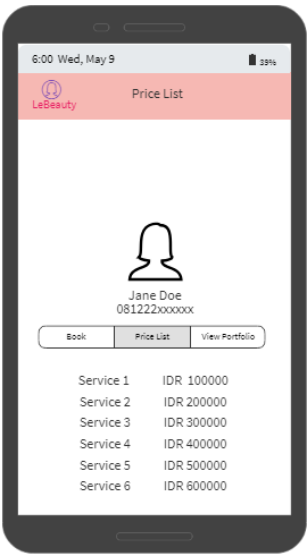 6:00 Wed, May 9 39%
LeBeauty Price List
Jane Doe
081222xxxxxx
Book Price List View Portfolio
Service 1 IDR 100000
Service 2 IDR 200000
Service 3 IDR 300000
Service 4 IDR 400000
Service 5 IDR 500000
Service 6 IDR 600000